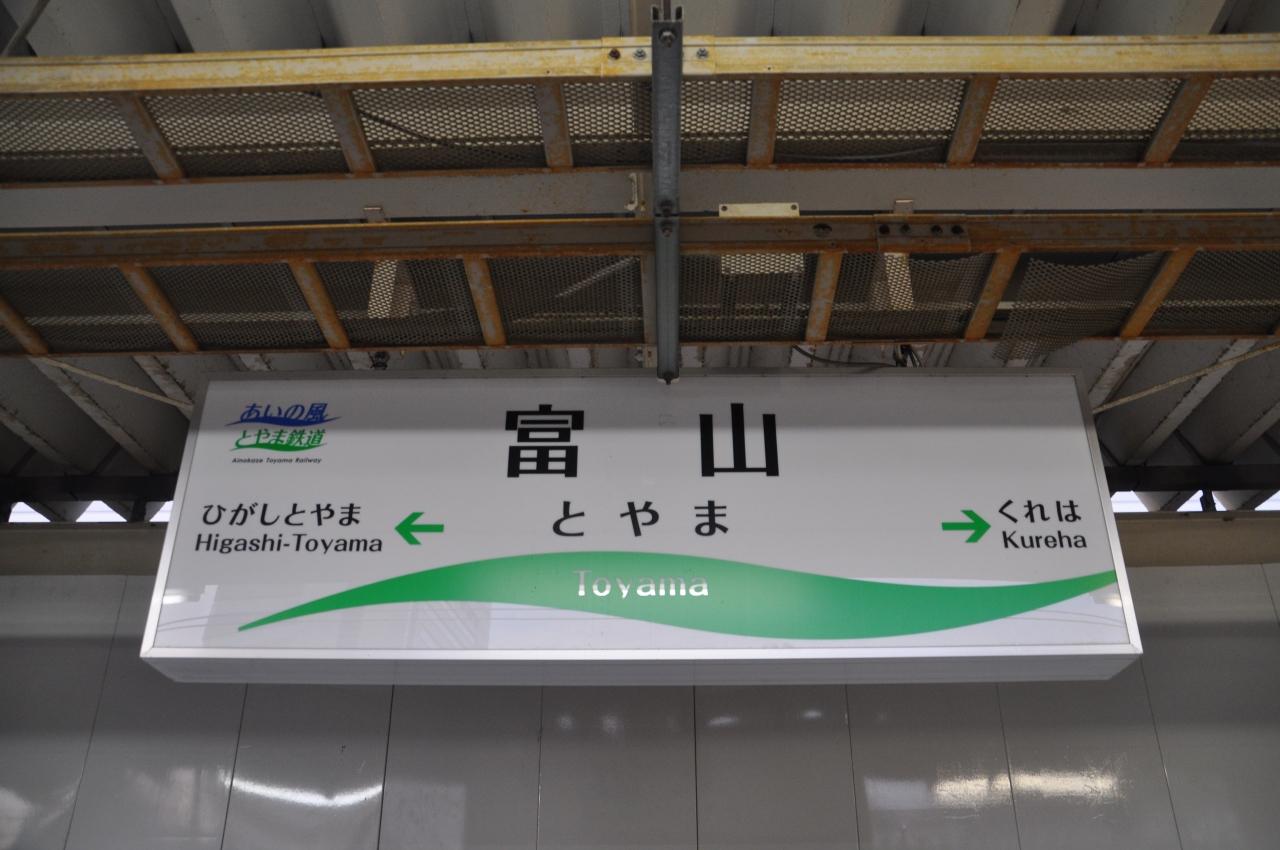 あいの風
とやま鉄道
Ainokaze Toyama Railway
富山
とやま
ひがしとやま
Higashi-Toyama
くれは
Kureha
Toyama